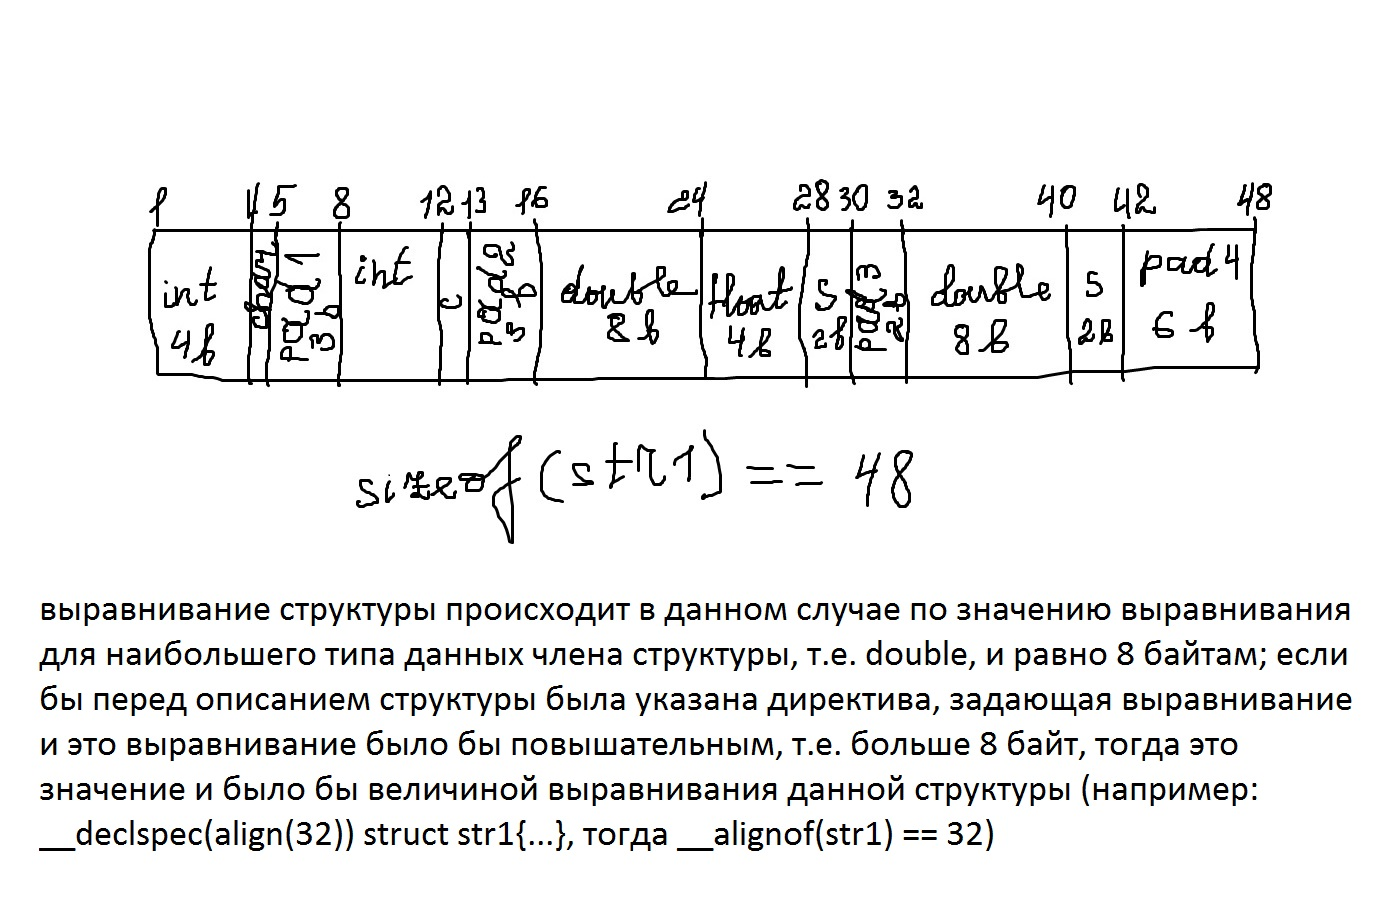 1 4 5 8 12 13 16 24 28 30 32 40 42 48
int char pad1 int c pad2 double float s pad3 double s pad4
4b 3b 3b 8b 4b 2b 2b 8b 2b 6b
sizeof(str1) == 48
выравнивание структуры происходит в данном случае по значению выравнивания
для наибольшего типа данных члена структуры, т.е. double, и равно 8 байтам; если
бы перед описанием структуры была указана директива, задающая выравнивание
и это выравнивание было бы повышательным, т.е. больше 8 байт, тогда это
значение и было бы величиной выравнивания данной структуры (например:
__declspec(align(32)) struct str1{...}, тогда __alignof(str1) == 32)